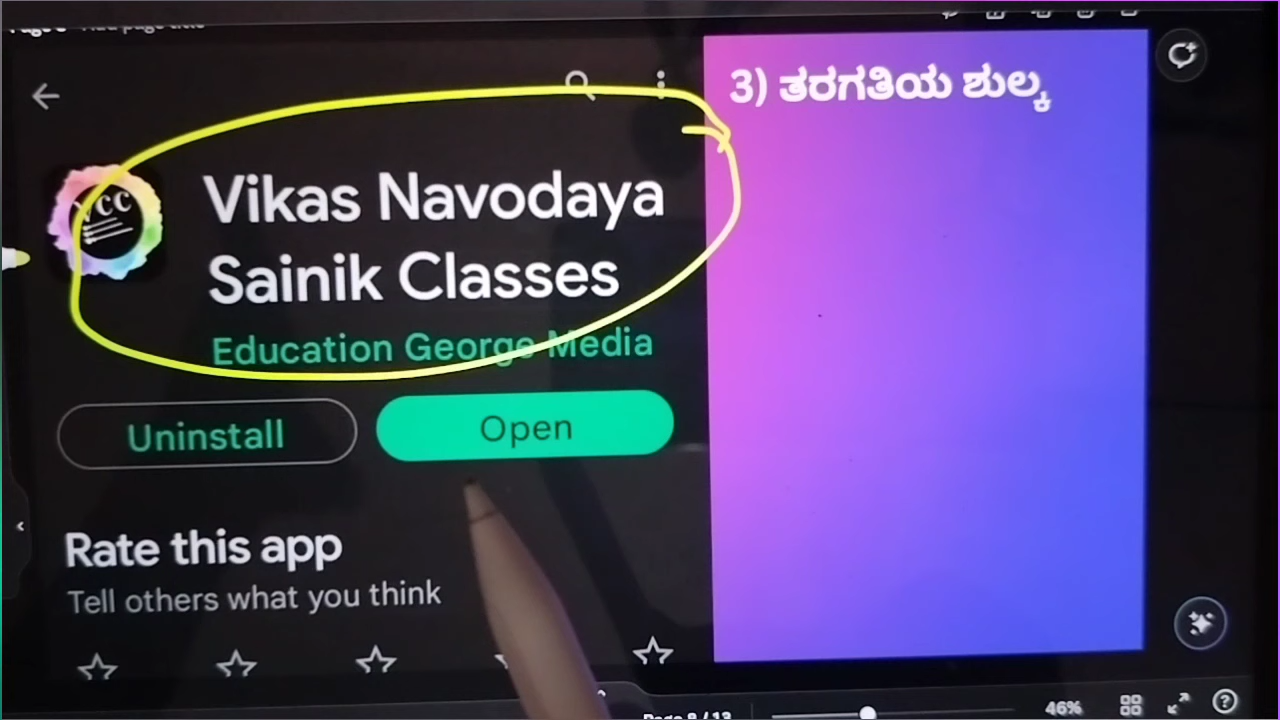 3) ತರಗತಿಯ ಶುಲ್ಕ
VCC
Vikas Navodaya
Sainik Classes
Education George Media
Uninstall
Open
Rate this app
Tell others what you think
46%